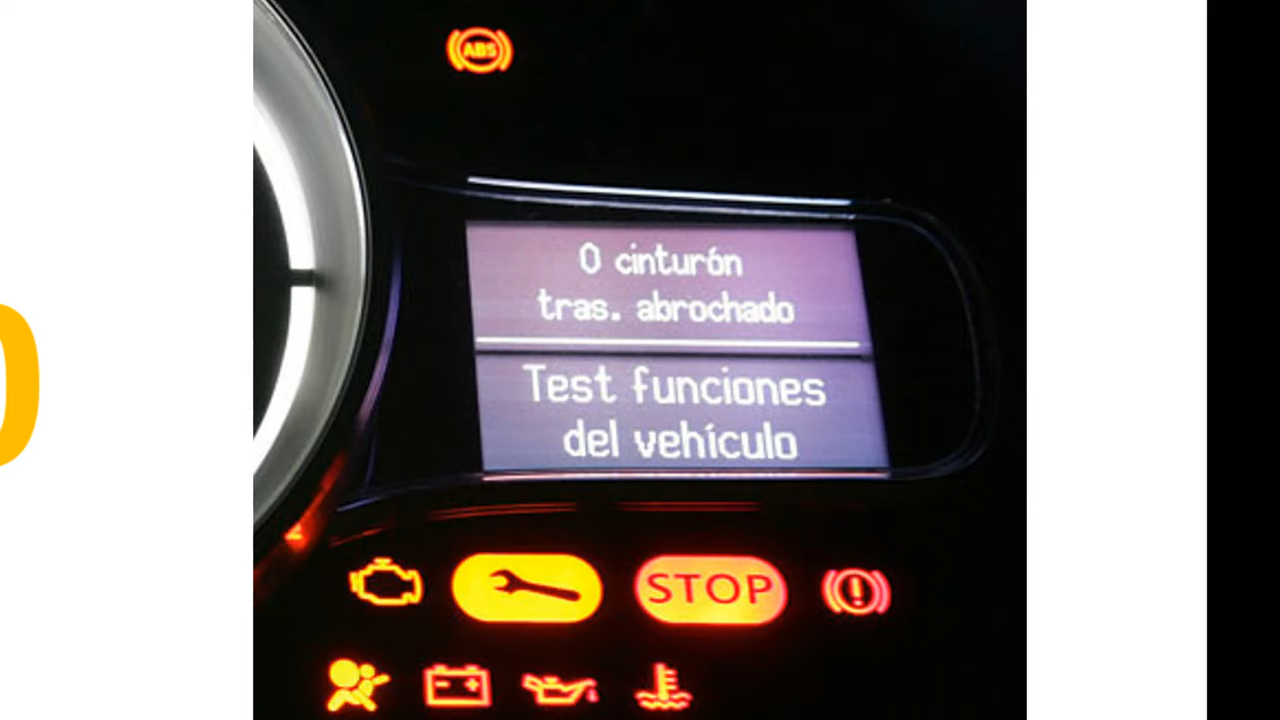 ABS
0 cinturón
tras. abrochado
Test funciones
del vehículo
STOP